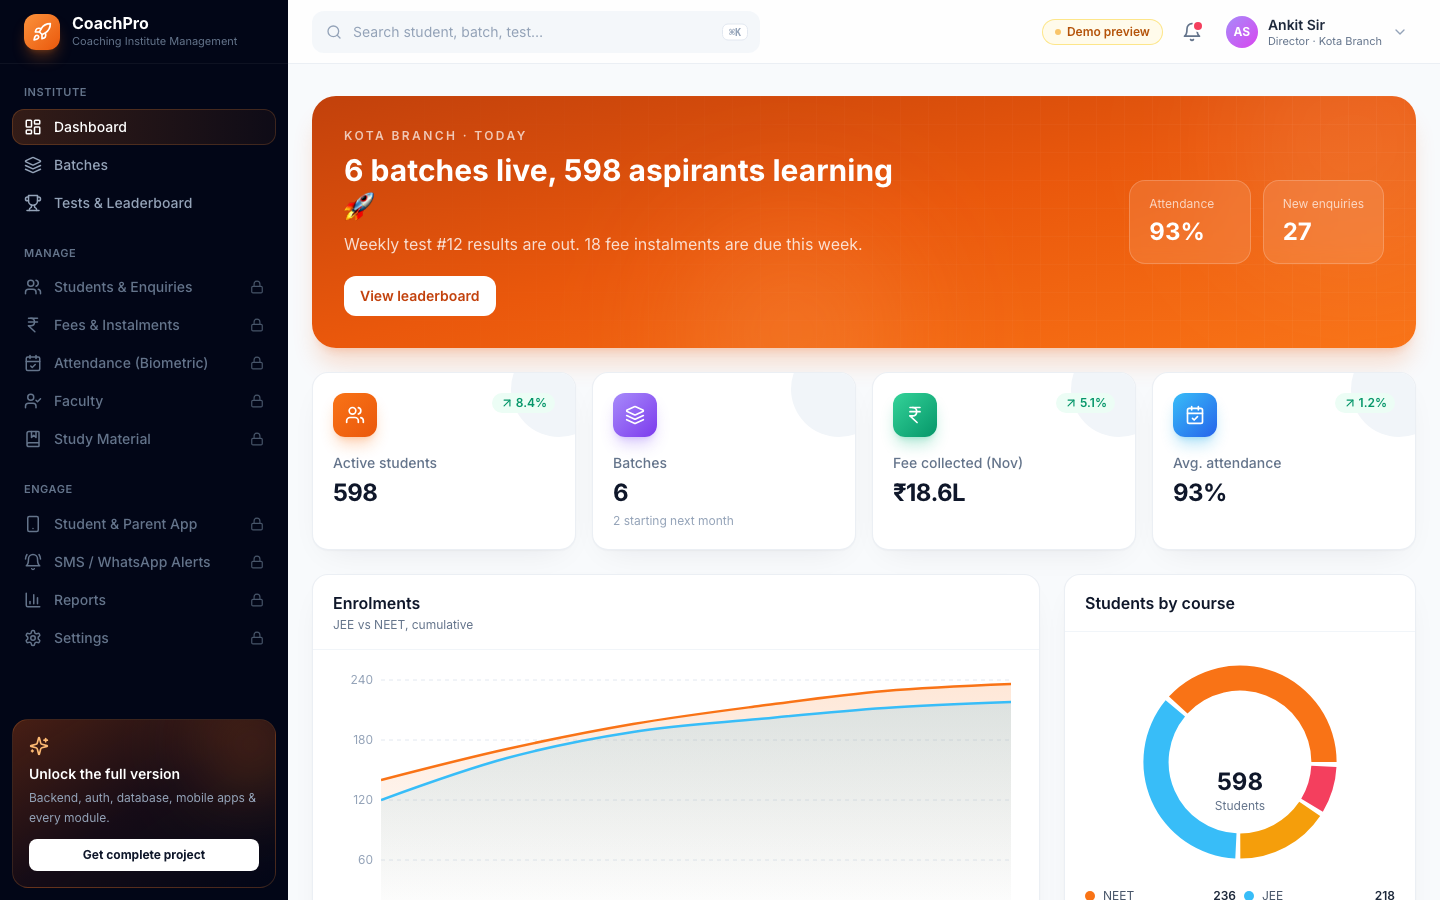 CoachPro
Coaching Institute Management
Search student, batch, test...
⌘K
Demo preview
AS
Ankit Sir
Director · Kota Branch
INSTITUTE
Dashboard
Batches
Tests & Leaderboard
MANAGE
Students & Enquiries
Fees & Instalments
Attendance (Biometric)
Faculty
Study Material
ENGAGE
Student & Parent App
SMS / WhatsApp Alerts
Reports
Settings
Unlock the full version
Backend, auth, database, mobile apps &
every module.
Get complete project
KOTA BRANCH · TODAY
6 batches live, 598 aspirants learning
🚀
Weekly test #12 results are out. 18 fee instalments are due this week.
View leaderboard
Attendance
93%
New enquiries
27
8.4%
Active students
598
Batches
6
2 starting next month
5.1%
Fee collected (Nov)
₹18.6L
1.2%
Avg. attendance
93%
Enrolments
JEE vs NEET, cumulative
240
180
120
60
Students by course
598
Students
NEET 236
JEE 218